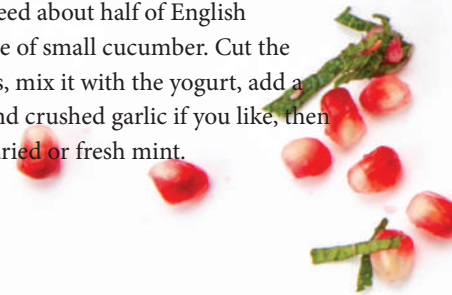 eed about half of English
e of small cucumber. Cut the
s, mix it with the yogurt, add a
nd crushed garlic if you like, then
ried or fresh mint.